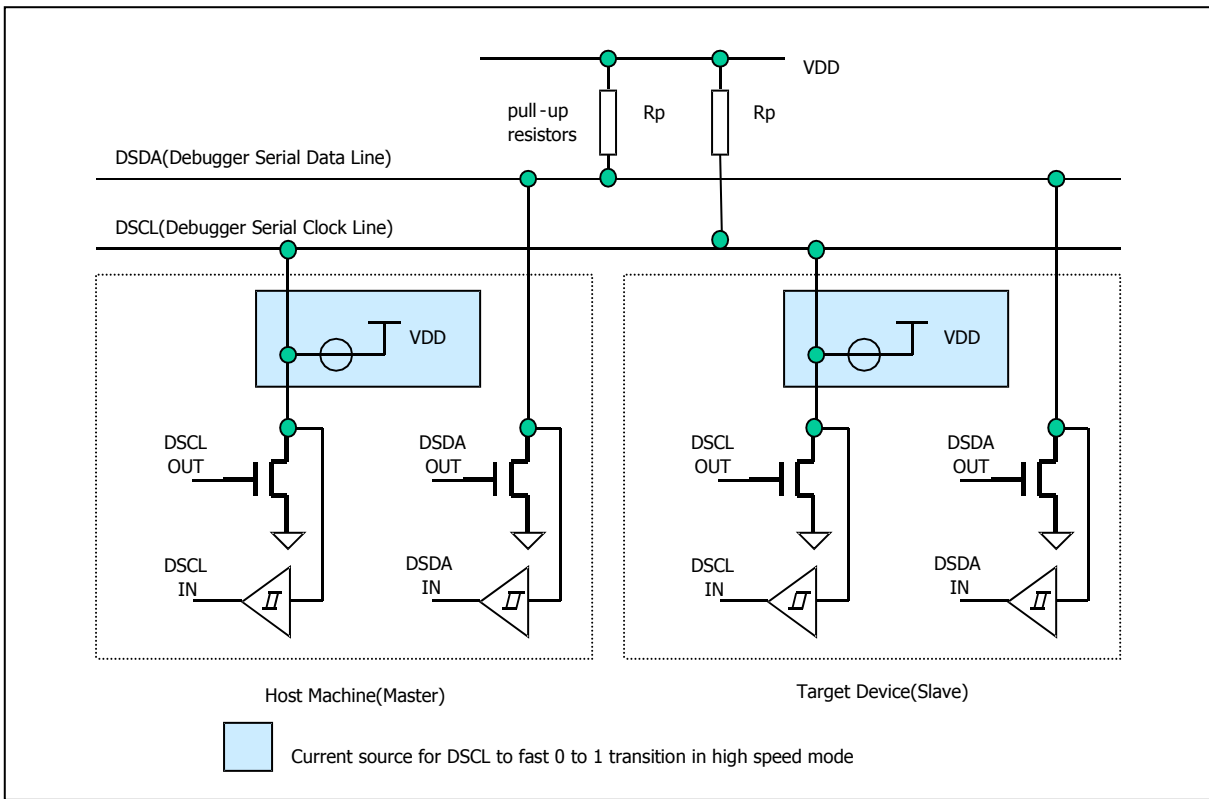 VDD
pull-up
resistors
Rp
Rp
DSDA(Debugger Serial Data Line)
DSCL(Debugger Serial Clock Line)
VDD
VDD
DSCL
OUT
DSDA
OUT
DSCL
OUT
DSDA
OUT
DSCL
IN
DSDA
IN
DSCL
IN
DSDA
IN
Host Machine(Master)
Target Device(Slave)
Current source for DSCL to fast 0 to 1 transition in high speed mode